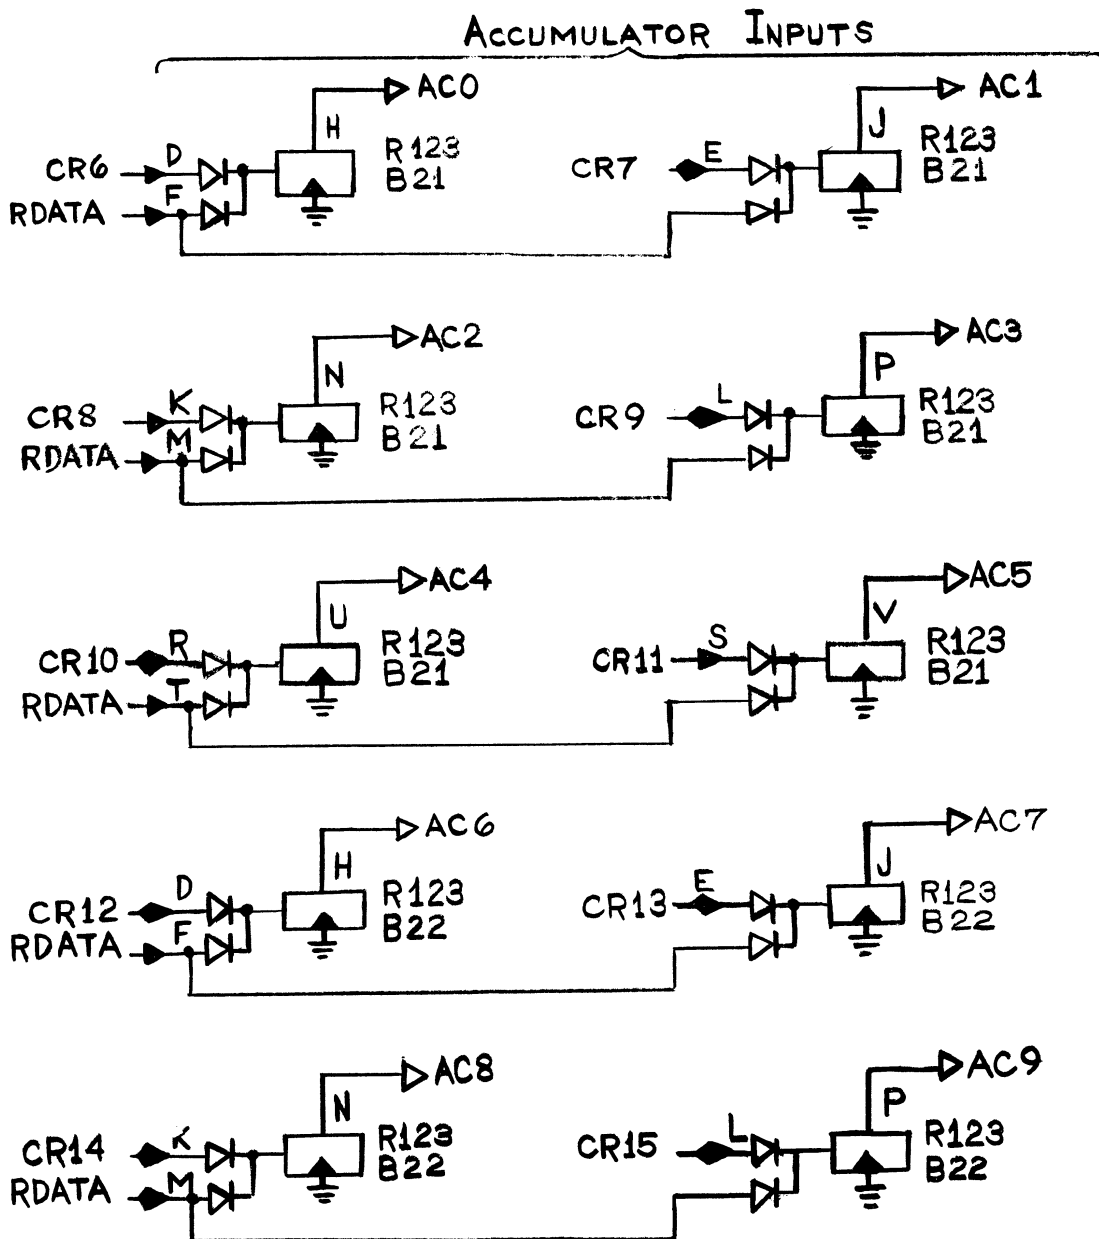 ACCUMULATOR INPUTS
AC0
H
R123
B21
CR6
D
RDATA
F
AC1
J
R123
B21
CR7
E
AC2
N
R123
B21
CR8
K
RDATA
M
AC3
P
R123
B21
CR9
L
AC4
U
R123
B21
CR10
R
RDATA
T
AC5
V
R123
B21
CR11
S
AC6
H
R123
B22
CR12
D
RDATA
F
AC7
J
R123
B22
CR13
E
AC8
N
R123
B22
CR14
K
RDATA
M
AC9
P
R123
B22
CR15
L